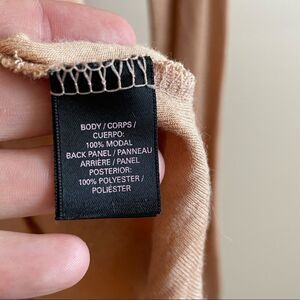 BODY / CORPS /
CUERPO:
100% MODAL
BACK PANEL / PANNEAU
ARRIÈRE / PANEL
POSTERIOR:
100% POLYESTER /
POLIÉSTER